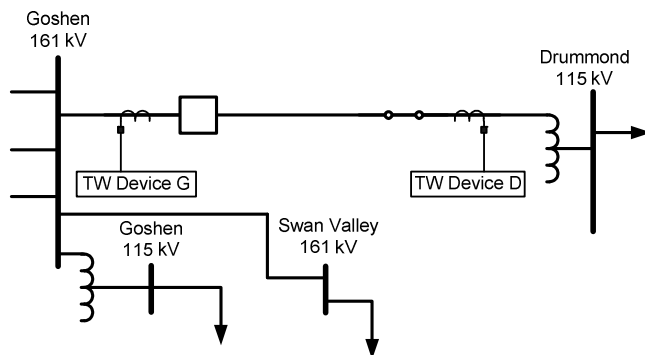 Goshen
161 kV
Drummond
115 kV
TW Device G
TW Device D
Goshen
115 kV
Swan Valley
161 kV